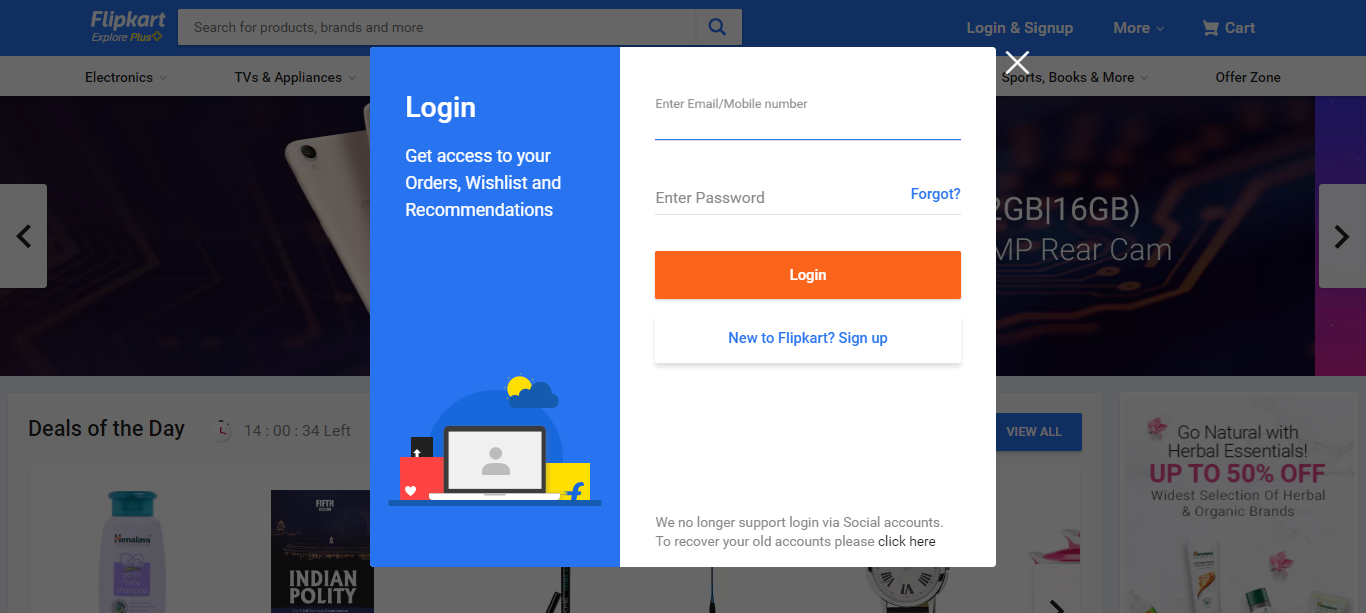 Flipkart
Explore Plus
Search for products, brands and more
Login & Signup
More
Cart
Electronics
TVs & Appliances
Sports, Books & More
Offer Zone
Login
Get access to your
Orders, Wishlist and
Recommendations
Enter Email/Mobile number
Enter Password
Forgot?
Login
New to Flipkart? Sign up
We no longer support login via Social accounts.
To recover your old accounts please click here
2GB|16GB)
MP Rear Cam
Deals of the Day
14 : 00 : 34 Left
VIEW ALL
Himalaya
FIFTH
INDIAN
POLITY
Go Natural with
Herbal Essentials!
UP TO 50% OFF
Widest Selection Of Herbal
& Organic Brands